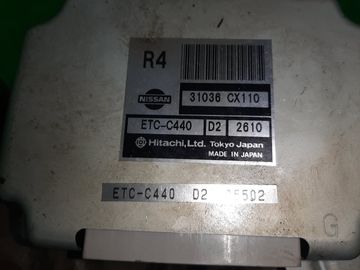 R4
NISSAN
31036 CX110
ETC-C440 D2 2610
Hitachi, Ltd. Tokyo Japan
MADE IN JAPAN
ETC-C440 D2
G